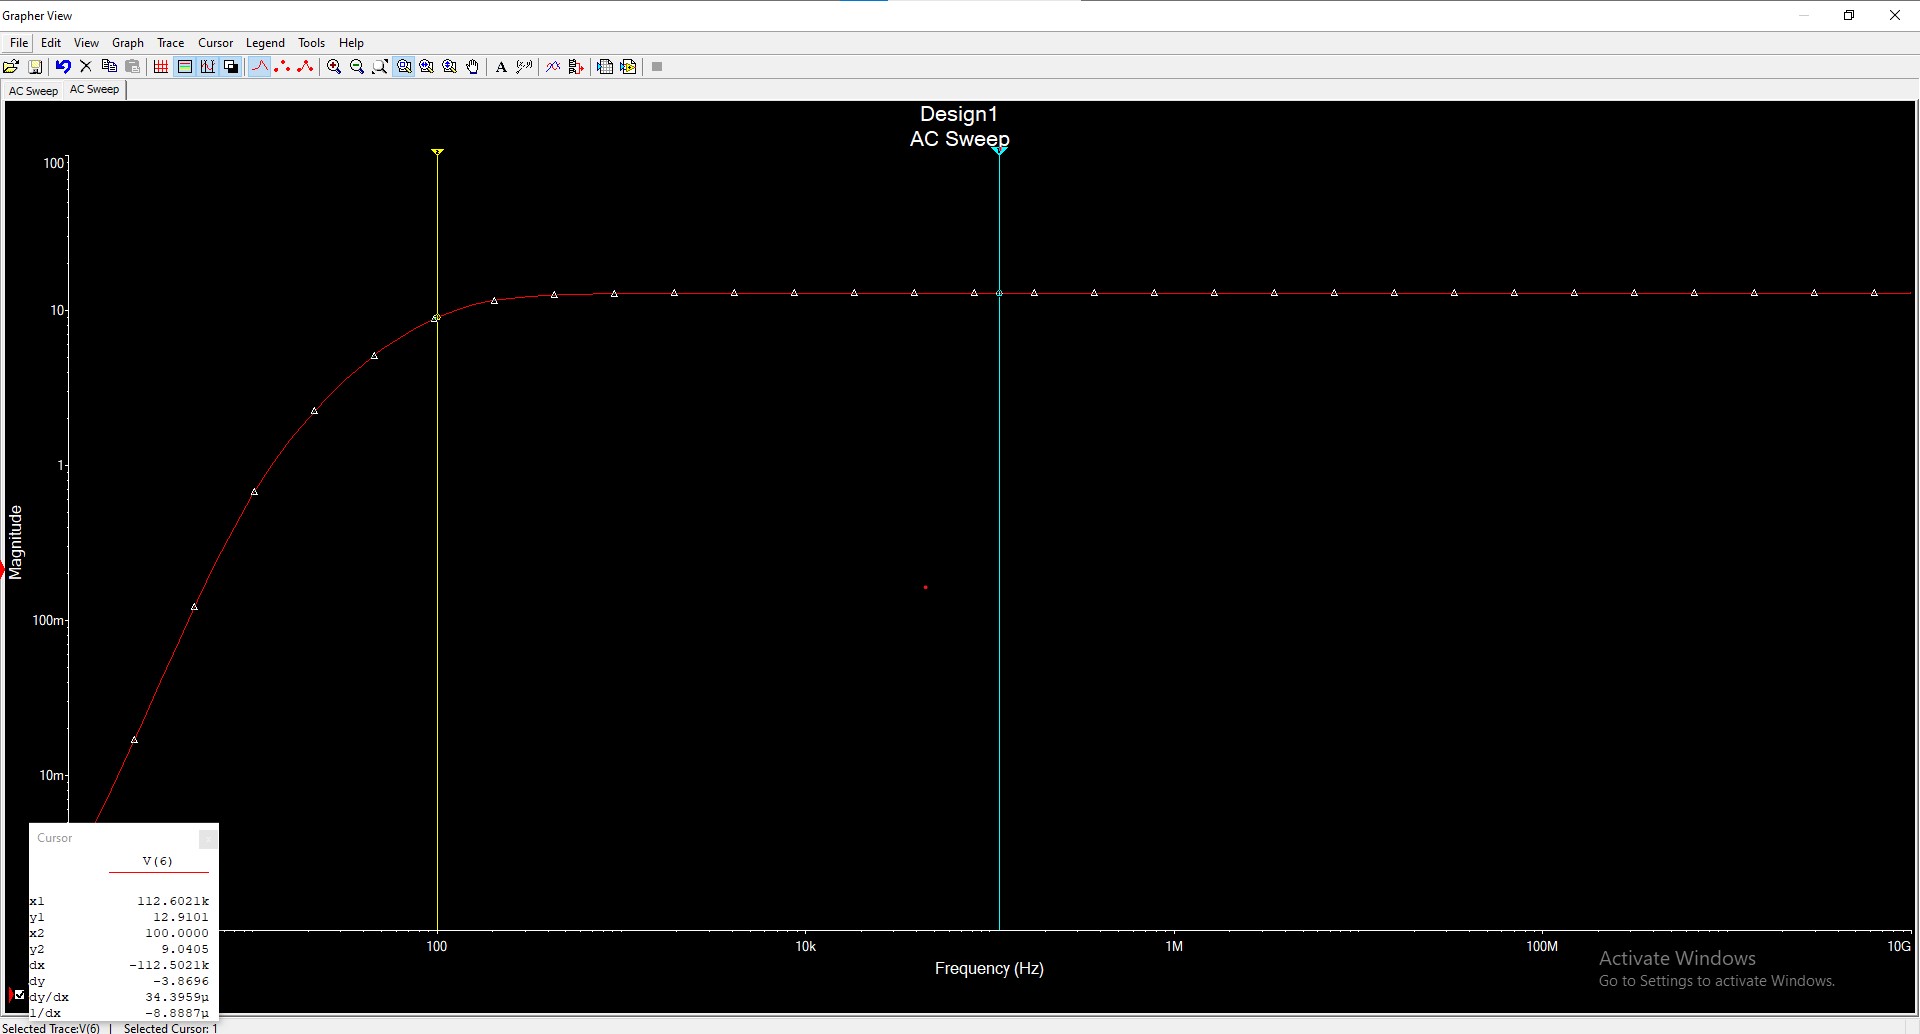 Grapher View
File Edit View Graph Trace Cursor Legend Tools Help
AC Sweep AC Sweep
Design1
AC Sweep
100
10
1
100m
10m
Magnitude
Cursor
V(6)
x1 112.6021k
y1 12.9101
x2 100.0000
y2 9.0405
dx -112.5021k
dy -3.8696
dy/dx 34.3959µ
1/dx -8.8887µ
100 10k 1M 100M 10G
Frequency (Hz)
Activate Windows
Go to Settings to activate Windows.
Selected Trace:V(6) | Selected Cursor: 1